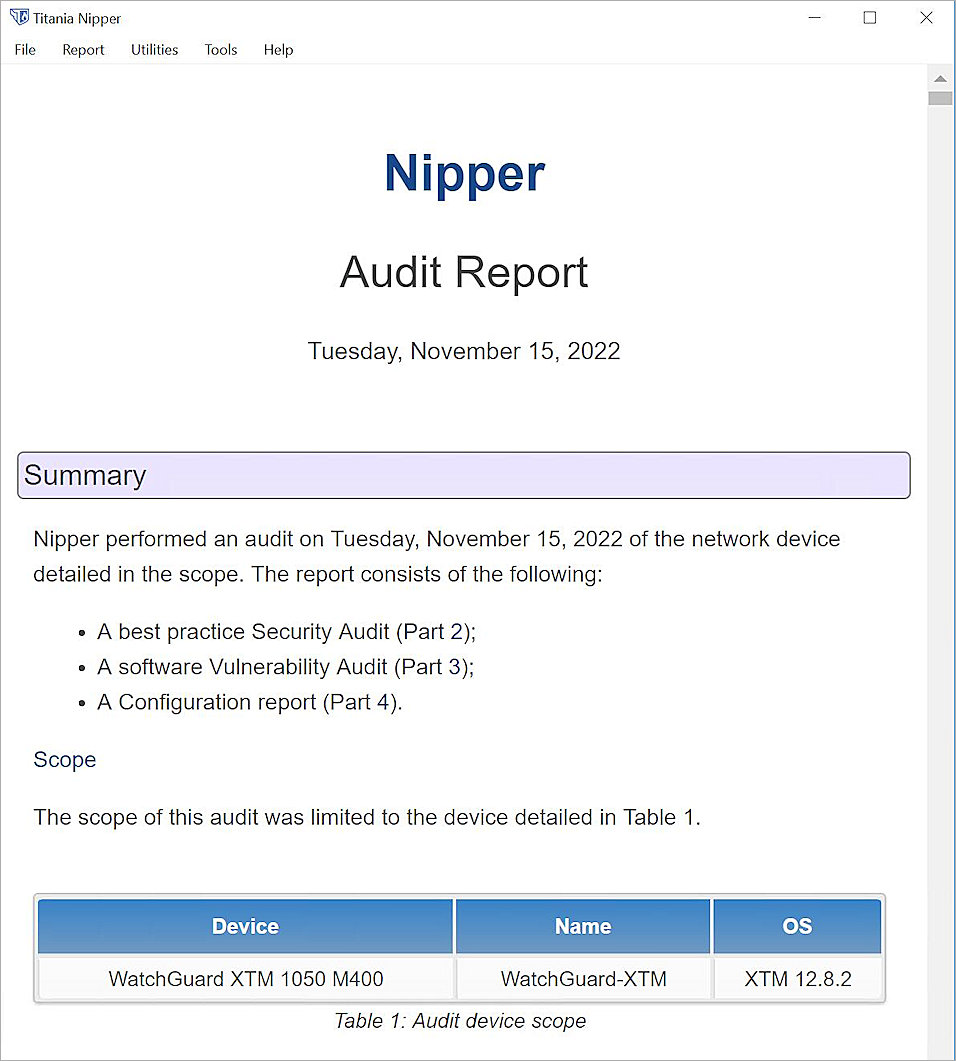 Titania Nipper
File Report Utilities Tools Help
Nipper
Audit Report
Tuesday, November 15, 2022
Summary
Nipper performed an audit on Tuesday, November 15, 2022 of the network device
detailed in the scope. The report consists of the following:
• A best practice Security Audit (Part 2);
• A software Vulnerability Audit (Part 3);
• A Configuration report (Part 4).
Scope
The scope of this audit was limited to the device detailed in Table 1.
Device Name OS
WatchGuard XTM 1050 M400 WatchGuard-XTM XTM 12.8.2
Table 1: Audit device scope